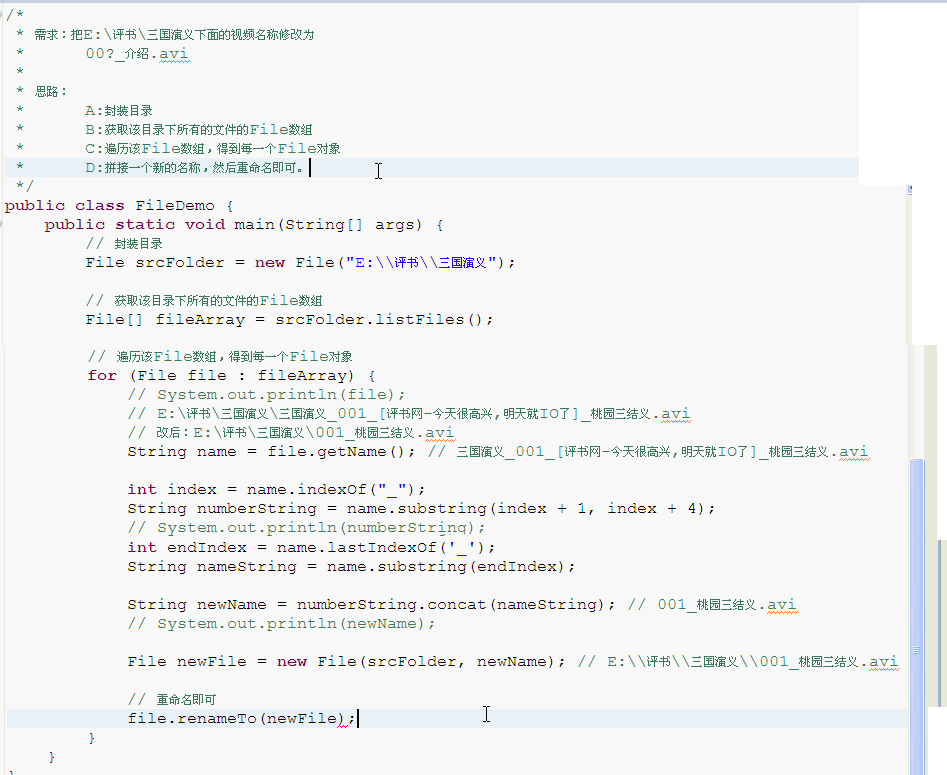 /*
 * 需求：把E:\评书\三国演义下面的视频名称修改为
 *      00?_介绍.avi
 *
 * 思路：
 *      A:封装目录
 *      B:获取该目录下所有的文件的File数组
 *      C:遍历该File数组，得到每一个File对象
 *      D:拼接一个新的名称，然后重命名即可。
 */
public class FileDemo {
    public static void main(String[] args) {
        // 封装目录
        File srcFolder = new File("E:\\评书\\三国演义");
        // 获取该目录下所有的文件的File数组
        File[] fileArray = srcFolder.listFiles();
        // 遍历该File数组，得到每一个File对象
        for (File file : fileArray) {
            // System.out.println(file);
            // E:\评书\三国演义\三国演义_001_[评书网-今天很高兴,明天就IO了]_桃园三结义.avi
            // 改后：E:\评书\三国演义\001_桃园三结义.avi
            String name = file.getName(); // 三国演义_001_[评书网-今天很高兴,明天就IO了]_桃园三结义.avi
            int index = name.indexOf("_");
            String numberString = name.substring(index + 1, index + 4);
            // System.out.println(numberString);
            int endIndex = name.lastIndexOf('_');
            String nameString = name.substring(endIndex);
            String newName = numberString.concat(nameString); // 001_桃园三结义.avi
            // System.out.println(newName);
            File newFile = new File(srcFolder, newName); // E:\\评书\\三国演义\\001_桃园三结义.avi
            // 重命名即可
            file.renameTo(newFile);
        }
    }